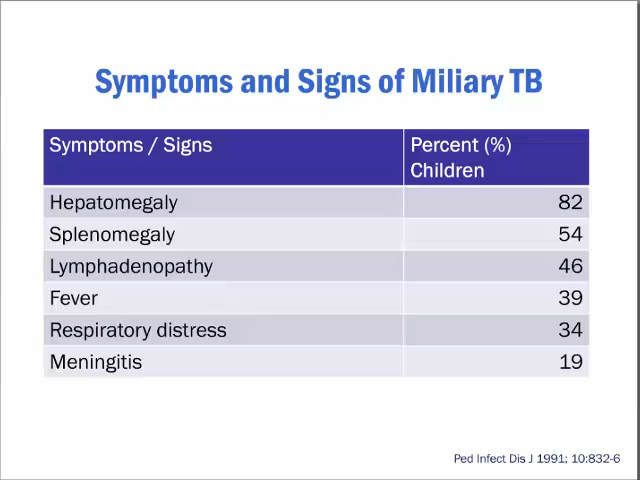 Symptoms and Signs of Miliary TB
Symptoms / Signs
Percent (%)
Children
Hepatomegaly 82
Splenomegaly 54
Lymphadenopathy 46
Fever 39
Respiratory distress 34
Meningitis 19
Ped Infect Dis J 1991; 10:832-6